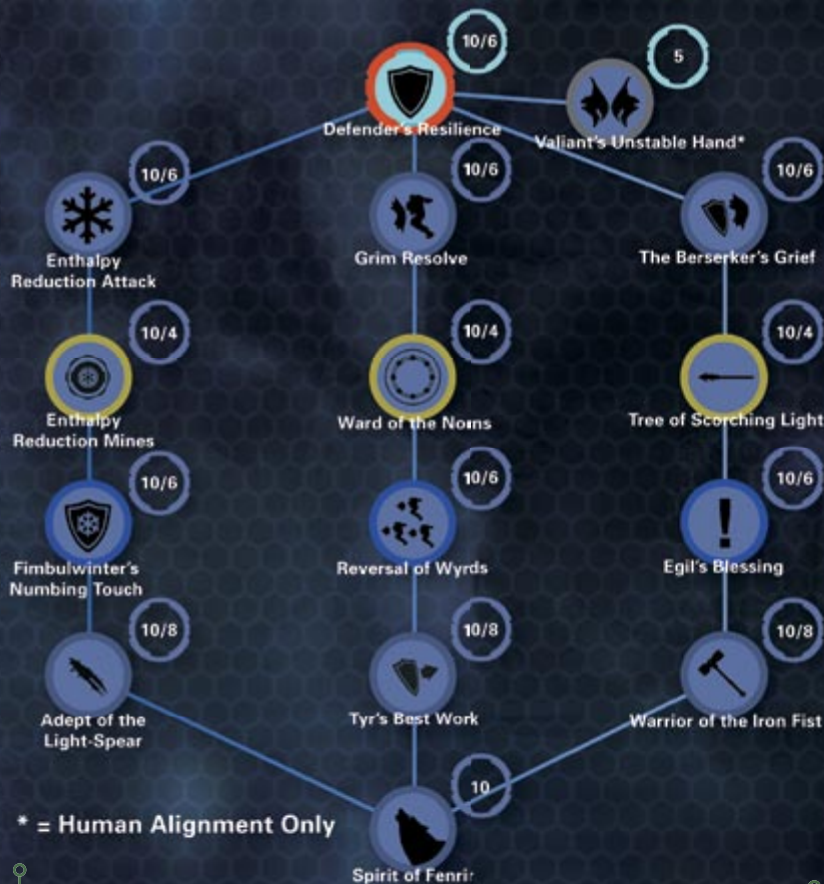 10/6
5
Defender's Resilience
Valiant's Unstable Hand*
10/6
10/6
10/6
Enthalpy
Reduction Attack
Grim Resolve
The Berserker's Grief
10/4
10/4
10/4
Enthalpy
Reduction Mines
Ward of the Norns
Tree of Scorching Light
10/6
10/6
10/6
Fimbulwinter's
Numbing Touch
Reversal of Wyrds
Egil's Blessing
10/8
10/8
10/8
Adept of the
Light-Spear
Tyr's Best Work
Warrior of the Iron Fist
10
* = Human Alignment Only
Spirit of Fenrir